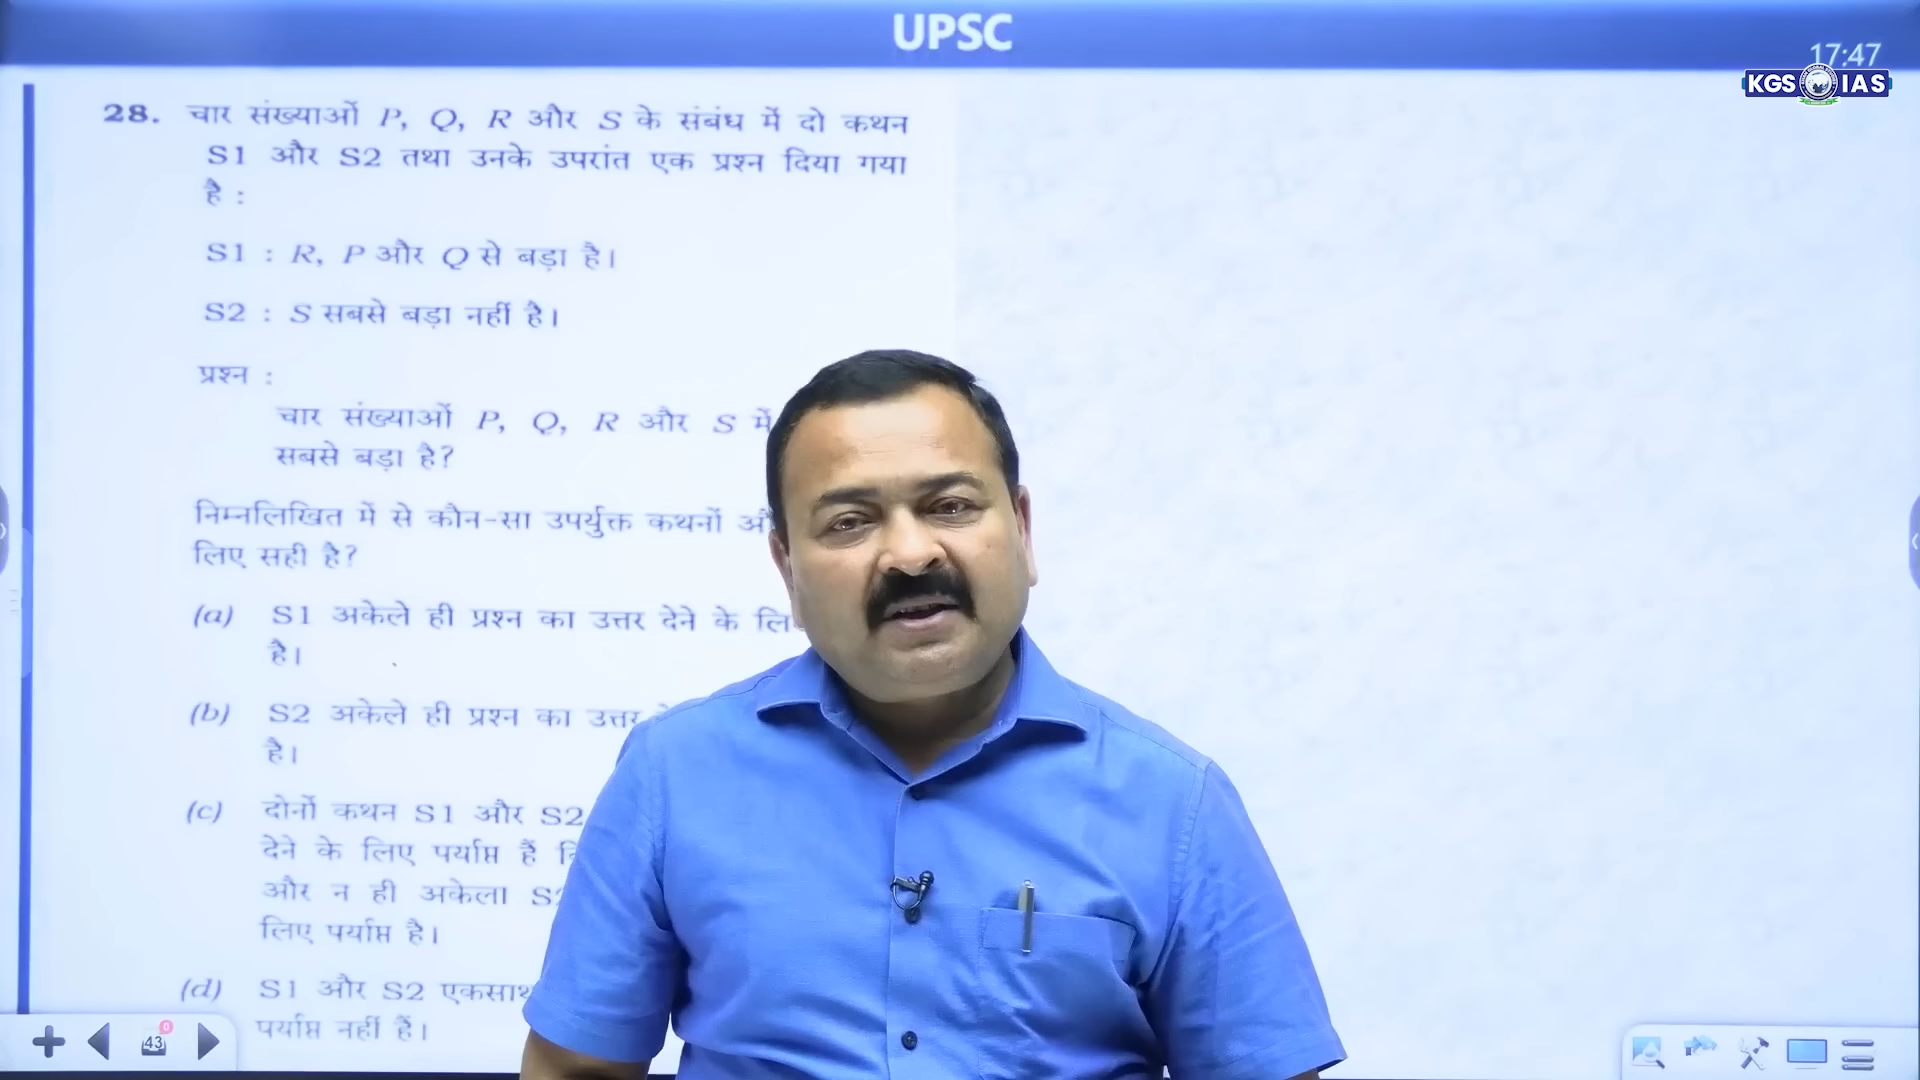 UPSC
17:47
KGS IAS
28. चार संख्याओं P, Q, R और S के संबंध में दो कथन
S1 और S2 तथा उनके उपरांत एक प्रश्न दिया गया
है :
S1 : R, P और Q से बड़ा है।
S2 : S सबसे बड़ा नहीं है।
प्रश्न :
चार संख्याओं P, Q, R और S में
सबसे बड़ा है?
निम्नलिखित में से कौन-सा उपर्युक्त कथनों
लिए सही है?
(a) S1 अकेले ही प्रश्न का उत्तर देने के
है।
(b) S2 अकेले ही प्रश्न का उत्तर
है।
(c) दोनों कथन S1 और S2
देने के लिए पर्याप्त हैं
और न ही अकेला
लिए पर्याप्त है।
(d) S1 और S2 एकसाथ
पर्याप्त नहीं हैं।
43
0